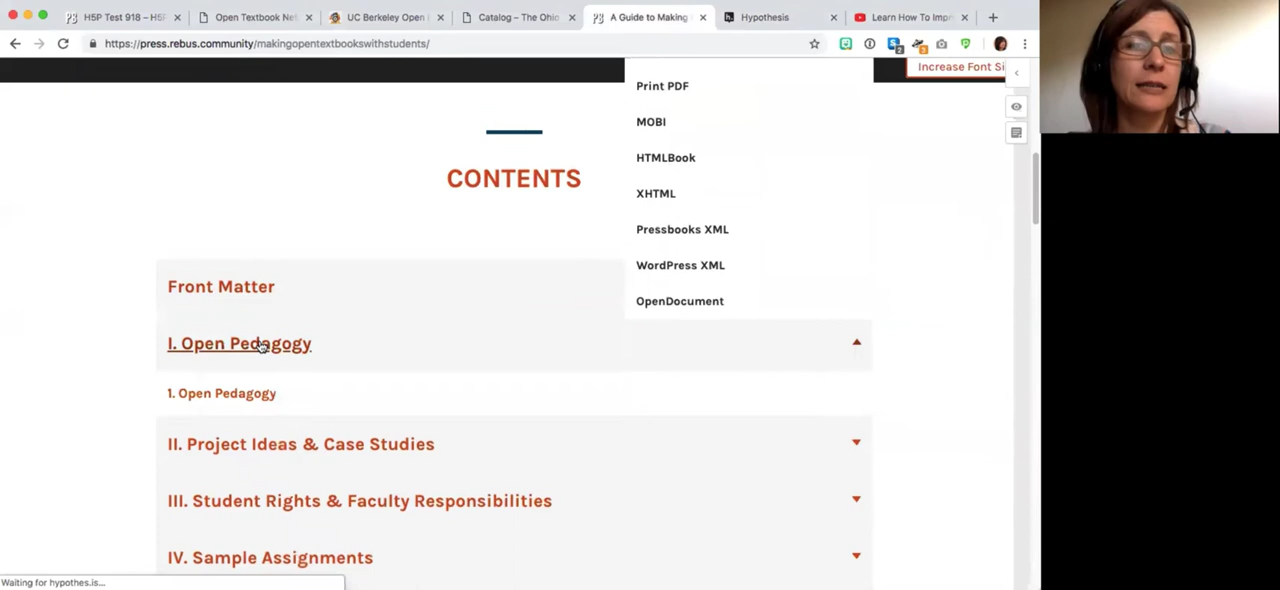 H5P Test 918 – H5P
Open Textbook Net
UC Berkeley Open
Catalog – The Ohio
A Guide to Making
Hypothesis
Learn How To Impr
https://press.rebus.community/makingopentextbookswithstudents/
Increase Font Si
Print PDF
MOBI
CONTENTS
HTMLBook
XHTML
Pressbooks XML
WordPress XML
OpenDocument
Front Matter
I. Open Pedagogy
1. Open Pedagogy
II. Project Ideas & Case Studies
III. Student Rights & Faculty Responsibilities
IV. Sample Assignments
Waiting for hypothes.is...